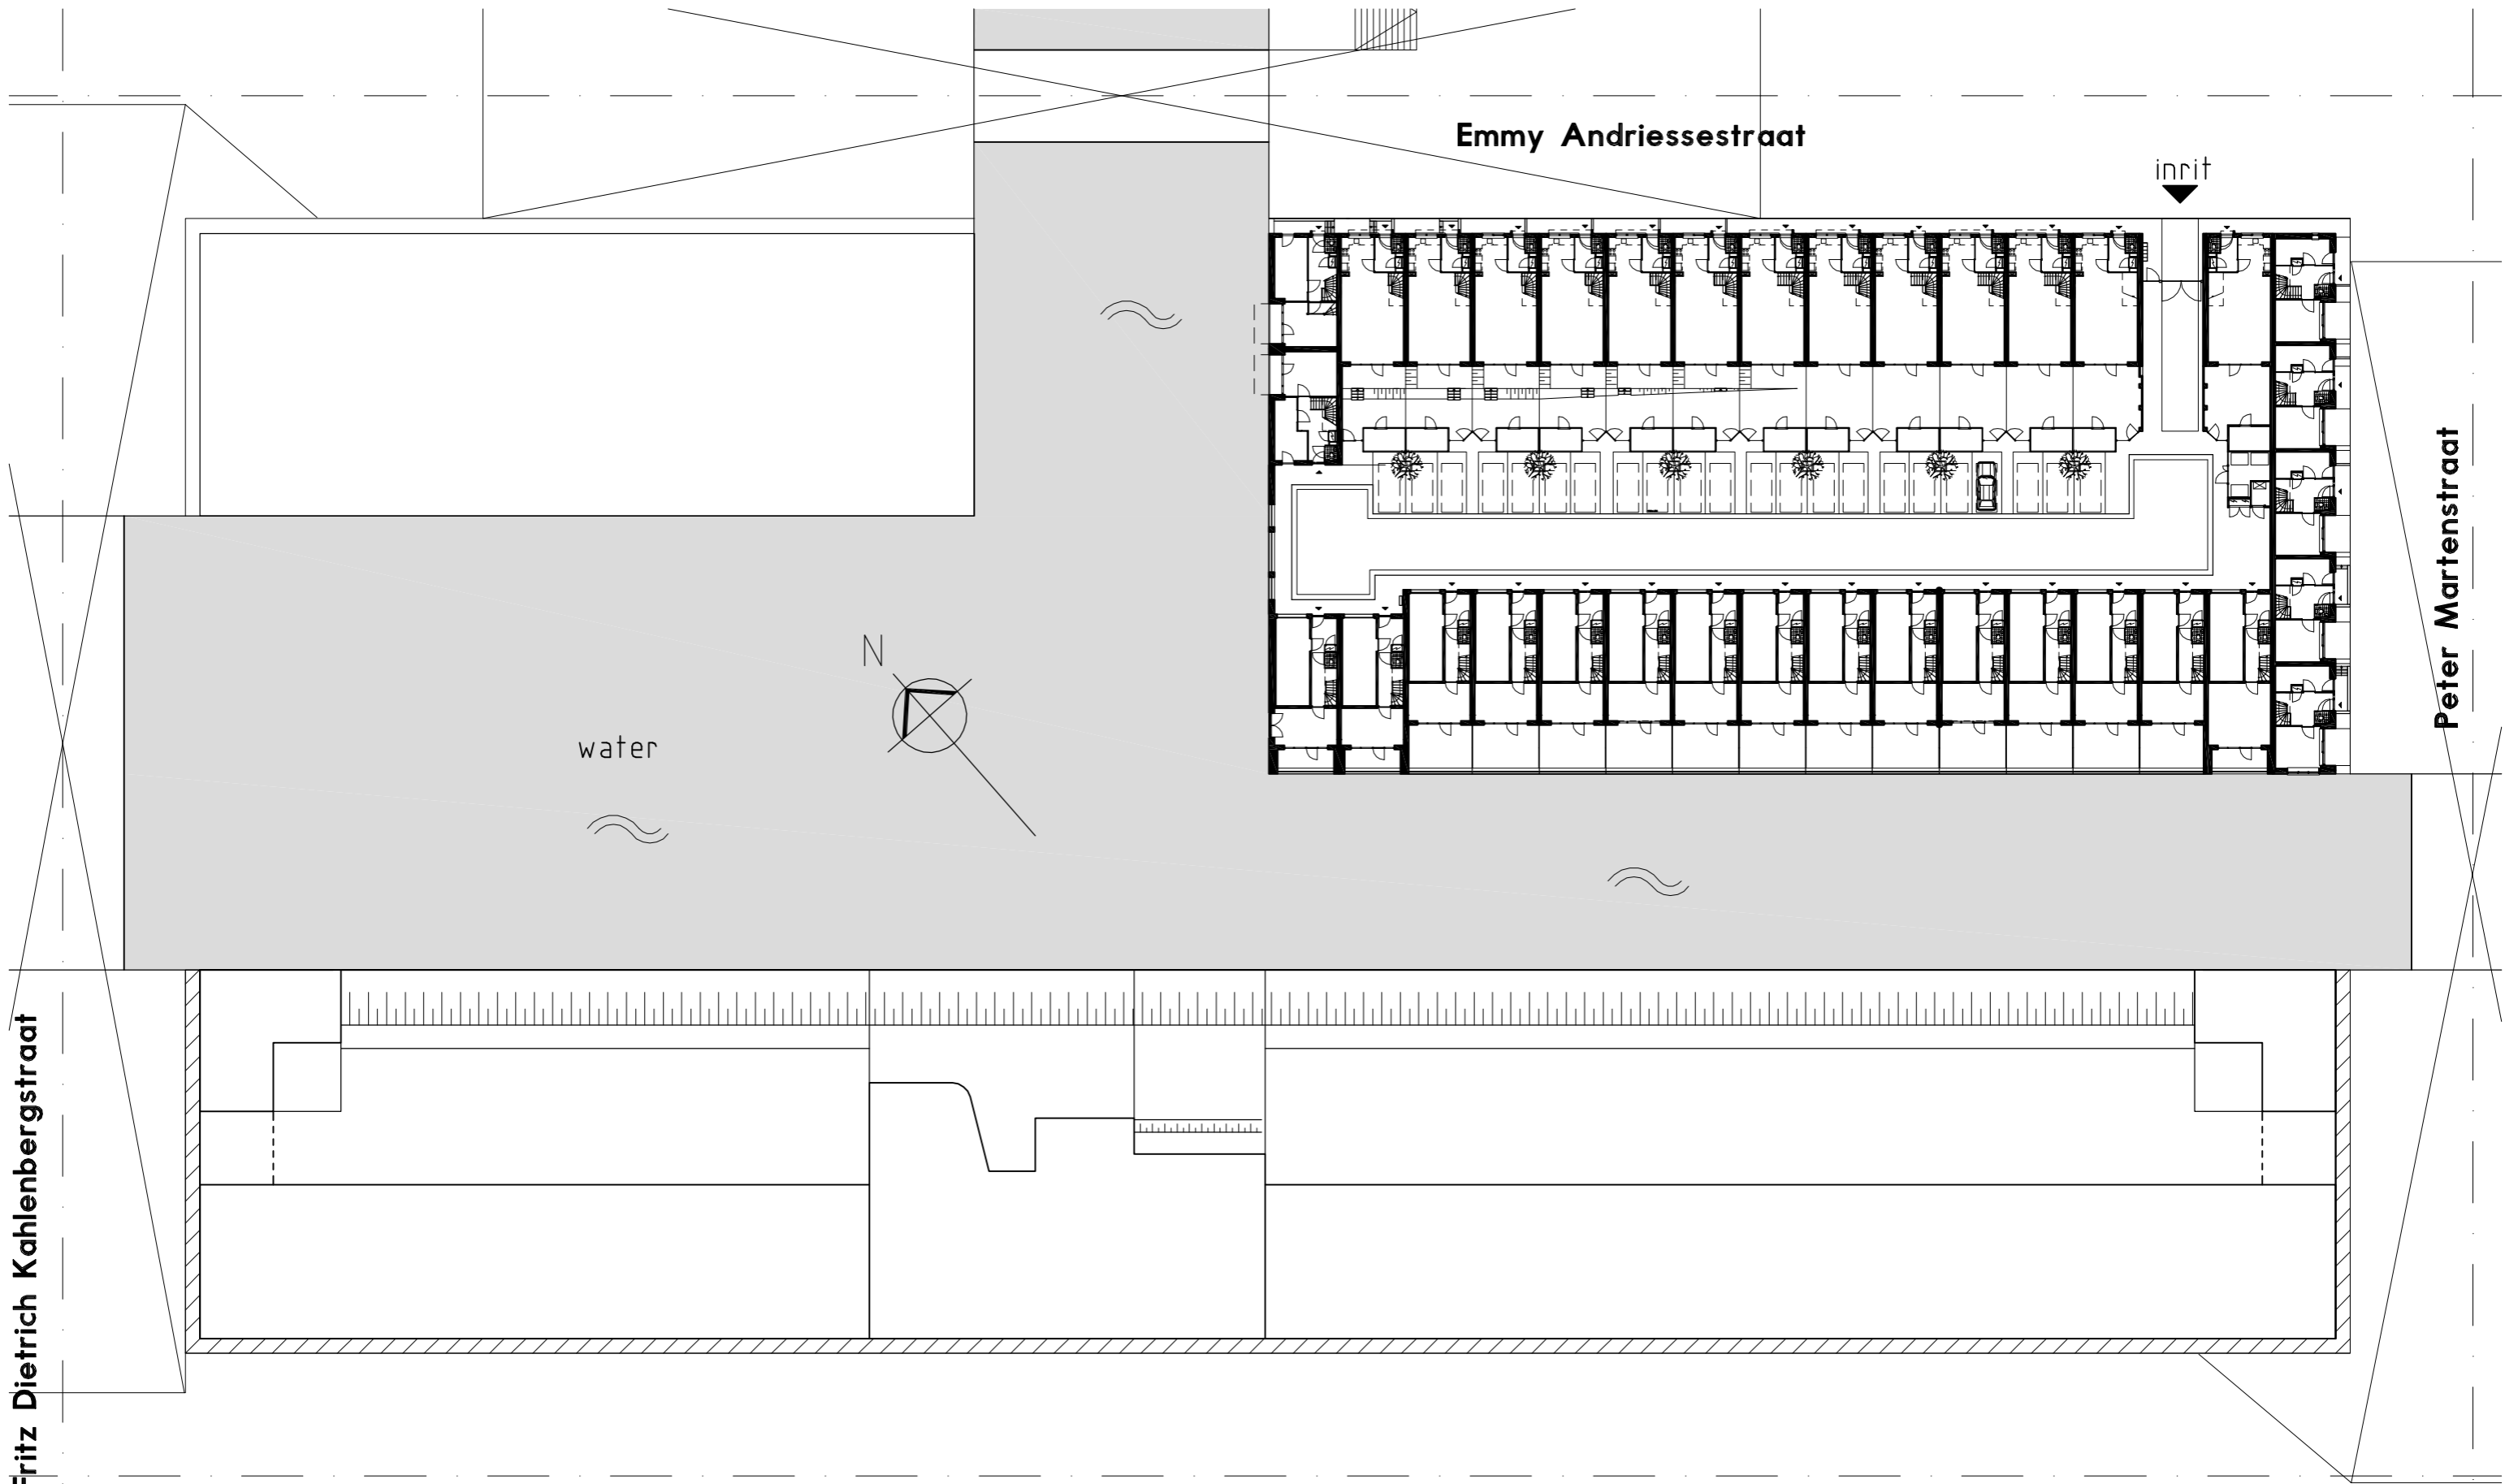 Emmy Andriessestraat
inrit
Peter Martenstraat
N
water
Fritz Dietrich Kahlenbergstraat